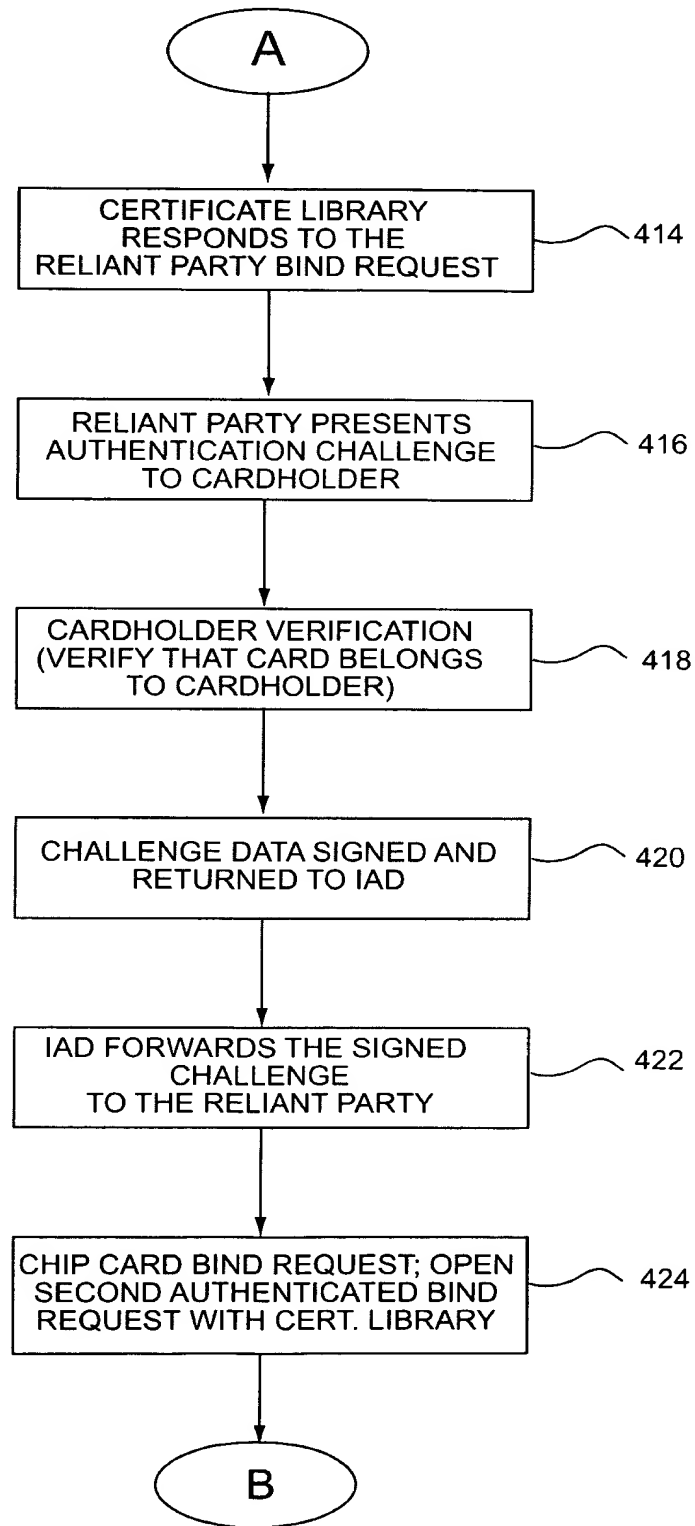 A
CERTIFICATE LIBRARY
RESPONDS TO THE
RELIANT PARTY BIND REQUEST
414
RELIANT PARTY PRESENTS
AUTHENTICATION CHALLENGE
TO CARDHOLDER
416
CARDHOLDER VERIFICATION
(VERIFY THAT CARD BELONGS
TO CARDHOLDER)
418
CHALLENGE DATA SIGNED AND
RETURNED TO IAD
420
IAD FORWARDS THE SIGNED
CHALLENGE
TO THE RELIANT PARTY
422
CHIP CARD BIND REQUEST; OPEN
SECOND AUTHENTICATED BIND
REQUEST WITH CERT. LIBRARY
424
B